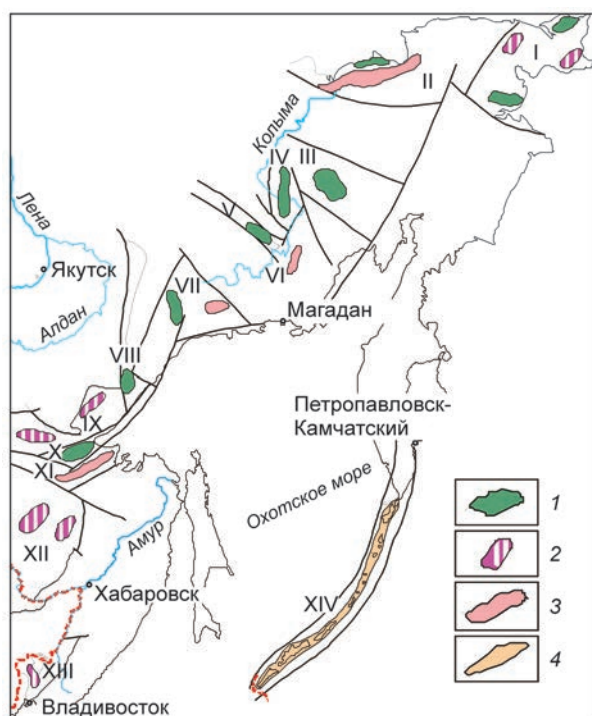 I
II
Колыма
IV
III
V
Лена
Якутск
VI
VII
Алдан
Магадан
VIII
IX
Петропавловск-
Камчатский
X
XI
Охотское море
1
Амур
2
XII
XIV
Хабаровск
3
XIII
4
Владивосток